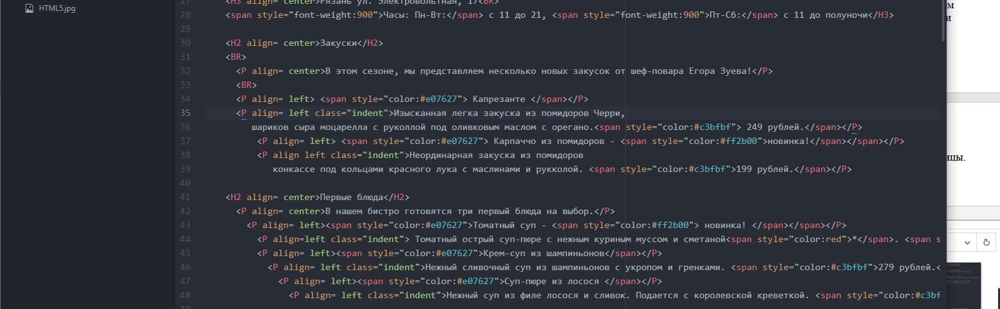 HTML5.jpg
27 <H3 align= center>Рязань ул. Электровольтная, 17<BR>
28 <span style="font-weight:900">Часы: Пн-Вт:</span> с 11 до 21, <span style="font-weight:900">Пт-Сб:</span> с 11 до полуночи</H3>
29
30 <H2 align= center>Закуски</H2>
31 <BR>
32 <P align= center>В этом сезоне, мы представляем несколько новых закусок от шеф-повара Егора Зуева!</P>
33 <BR>
34 <P align= left> <span style="color:#e07627"> Капрезанте </span></P>
35 <P align= left class="indent">Изысканная легка закуска из помидоров Черри,
36 шариков сыра моцарелла с руколлой под оливковым маслом с орегано.<span style="color:#c3bfbf"> 249 рублей.</span></P>
37 <P align= left> <span style="color:#e07627"> Карпаччо из помидоров - <span style="color:#ff2b00">новинка!</span></span></P>
38 <P align left class="indent">Неординарная закуска из помидоров
39 конкассе под кольцами красного лука с маслинами и рукколой. <span style="color:#c3bfbf">199 рублей.</span></P>
40
41 <H2 align= center>Первые блюда</H2>
42 <P align= center>В нашем бистро готовятся три первый блюда на выбор.</P>
43 <P align= left><span style="color:#e07627">Томатный суп - <span style="color:#ff2b00"> новинка! </span></span></P>
44 <P align=left class="indent"> Томатный острый суп-пюре с нежным куриным муссом и сметаной<span style="color:red">*</span>. <span s
45 <P align= left><span style="color:#e07627">Крем-суп из шампиньонов</span></P>
46 <P align= left class="indent">Нежный сливочный суп из шампиньонов с укропом и гренками. <span style="color:#c3bfbf">279 рублей.<
47 <P align= left><span style="color:#e07627">Суп-пюре из лосося </span></P>
48 <P align= left class="indent">Нежный суп из филе лосося и сливок. Подается с королевской креветкой. <span style="color:#c3bf
м
и
ицы.